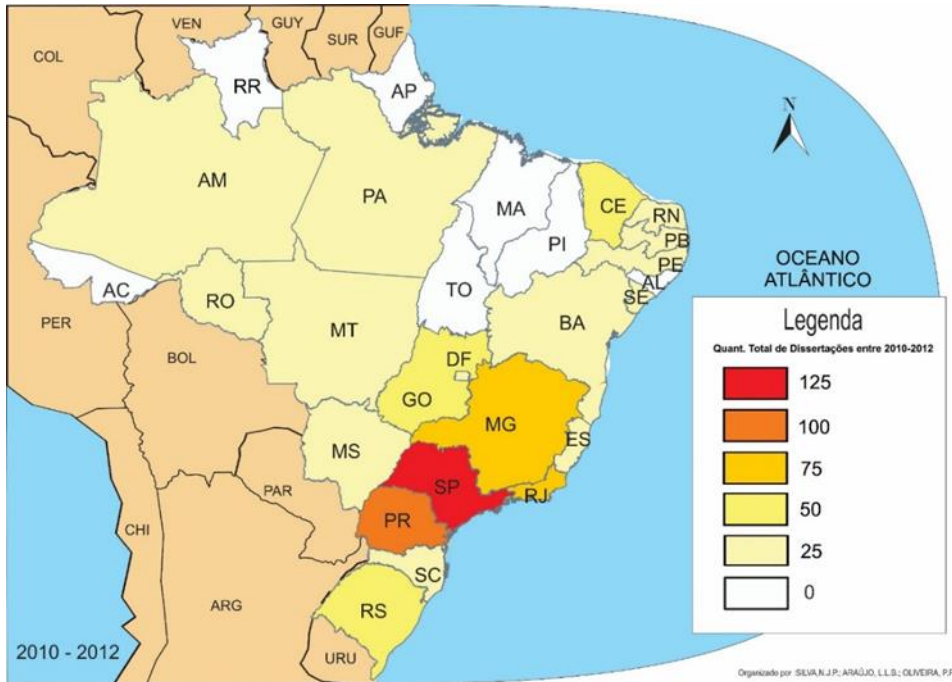 VEN
GUY
SUR
GUF
COL
RR
AP
AM
PA
MA
CE
RN
PB
PI
PE
AL
SE
TO
AC
RO
BA
MT
PER
BOL
DF
GO
MG
ES
MS
SP
RJ
PAR
PR
CHI
SC
ARG
RS
URU
N
OCEANO
ATLÂNTICO
Legenda
Quant. Total de Dissertações entre 2010-2012
125
100
75
50
25
0
2010 - 2012
Organizado por :SILVA,N.J.P.; ARAÚJO, L.L.S.; OLIVEIRA, P.F